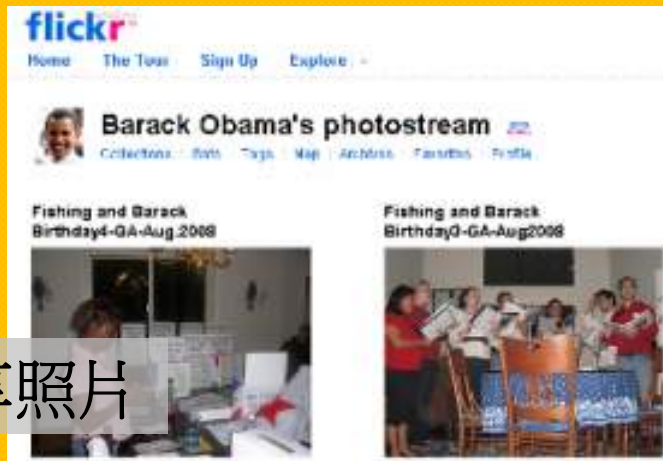 flickr
Home The Tour Sign Up Explore
Barack Obama's photostream
Collections Sets Tags Map Archives Favorites Profile
Fishing and Barack
Birthday4-GA-Aug.2008
Fishing and Barack
Birthday3-GA-Aug2008
照片